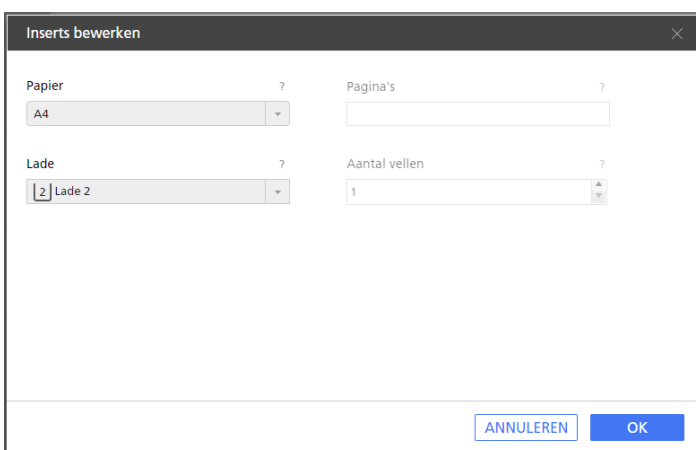 Inserts bewerken
Papier ?
Pagina's ?
A4
Lade ?
Aantal vellen ?
2 Lade 2
1
ANNULEREN
OK